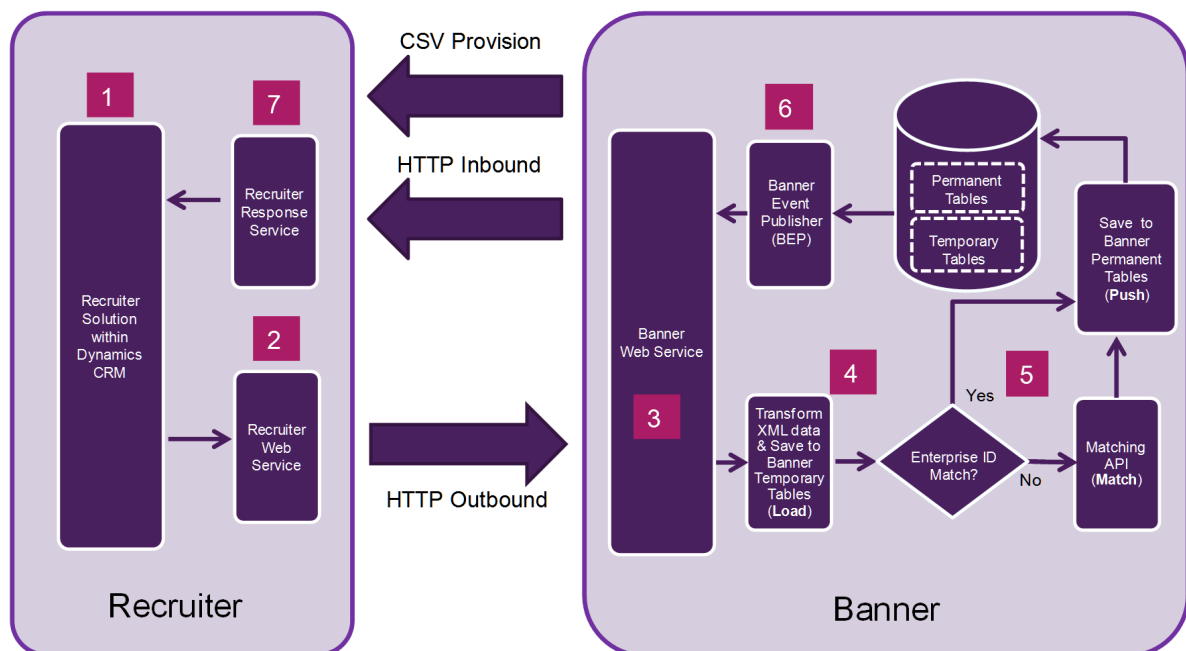 CSV Provision
HTTP Inbound
HTTP Outbound
1
7
Recruiter
Response
Service
Recruiter
Solution
within
Dynamics
CRM
2
Recruiter
Web
Service
Recruiter
6
Banner
Event
Publisher
(BEP)
Permanent
Tables
Temporary
Tables
Save to
Banner
Permanent
Tables
(Push)
Banner
Web Service
3
4
Transform
XML data
& Save to
Banner
Temporary
Tables
(Load)
Yes
5
Enterprise ID
Match?
No
Matching
API
(Match)
Banner